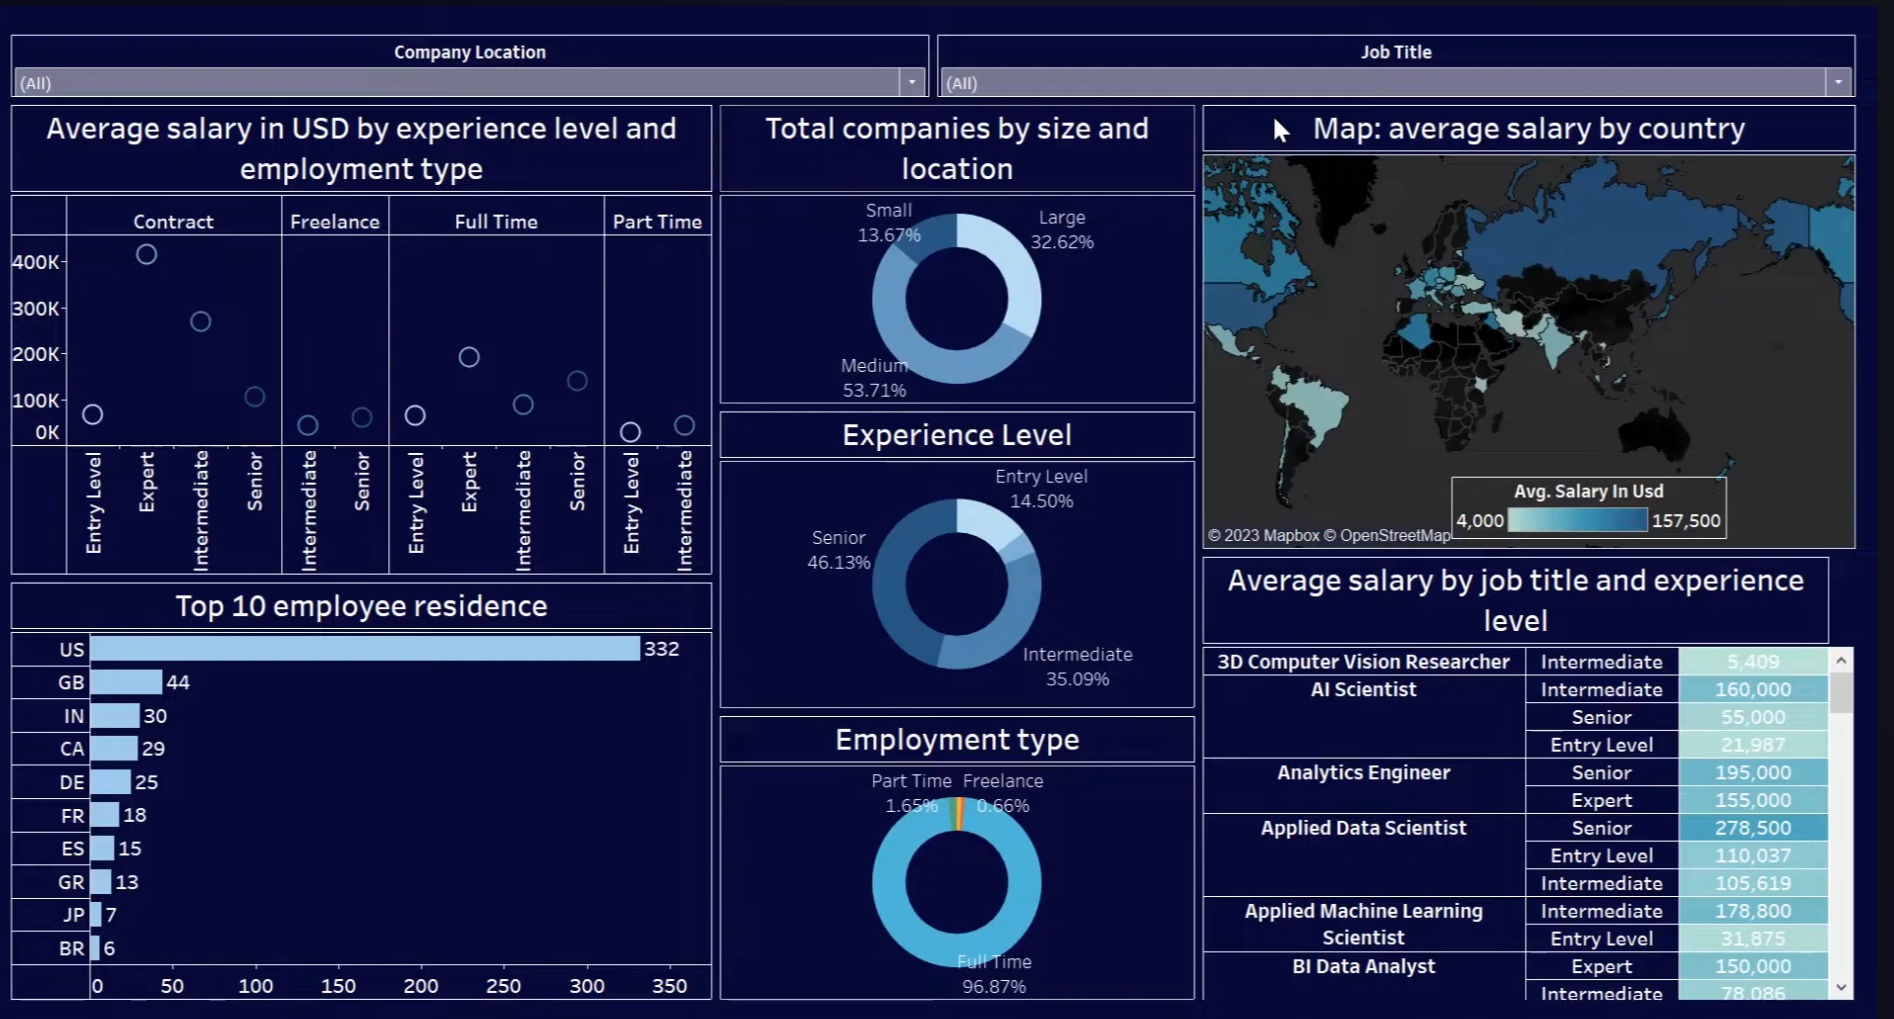 Company Location
(All)
Job Title
(All)
Average salary in USD by experience level and
employment type
Contract
Freelance
Full Time
Part Time
400K
300K
200K
100K
0K
Entry Level
Expert
Intermediate
Senior
Intermediate
Senior
Entry Level
Expert
Intermediate
Senior
Entry Level
Intermediate
Top 10 employee residence
US 332
GB 44
IN 30
CA 29
DE 25
FR 18
ES 15
GR 13
JP 7
BR 6
0 50 100 150 200 250 300 350
Total companies by size and
location
Small
13.67%
Large
32.62%
Medium
53.71%
Experience Level
Entry Level
14.50%
Senior
46.13%
Intermediate
35.09%
Employment type
Part Time
1.65%
Freelance
0.66%
Full Time
96.87%
Map: average salary by country
Avg. Salary In Usd
4,000 157,500
© 2023 Mapbox © OpenStreetMap
Average salary by job title and experience
level
3D Computer Vision Researcher Intermediate 5,409
AI Scientist Intermediate 160,000
Senior 55,000
Entry Level 21,987
Analytics Engineer Senior 195,000
Expert 155,000
Applied Data Scientist Senior 278,500
Entry Level 110,037
Intermediate 105,619
Applied Machine Learning Intermediate 178,800
Scientist Entry Level 31,875
BI Data Analyst Expert 150,000
Intermediate 78,086